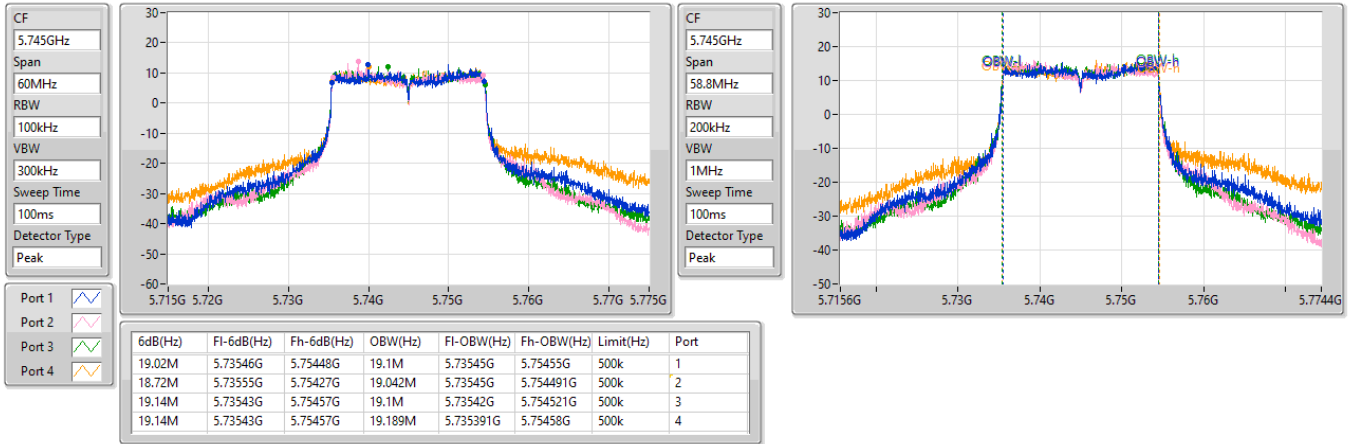 CF
5.745GHz
Span
60MHz
RBW
100kHz
VBW
300kHz
Sweep Time
100ms
Detector Type
Peak
30
20
10
0
-10
-20
-30
-40
-50
-60
5.715G 5.72G 5.73G 5.74G 5.75G 5.76G 5.77G 5.775G
CF
5.745GHz
Span
58.8MHz
RBW
200kHz
VBW
1MHz
Sweep Time
100ms
Detector Type
Peak
30
20
10
0
-10
-20
-30
-40
-50
OBW-l OBW-h
5.7156G 5.73G 5.74G 5.75G 5.76G 5.7744G
Port 1
Port 2
Port 3
Port 4
6dB(Hz) Fl-6dB(Hz) Fh-6dB(Hz) OBW(Hz) Fl-OBW(Hz) Fh-OBW(Hz) Limit(Hz) Port
19.02M 5.73546G 5.75448G 19.1M 5.73545G 5.75455G 500k 1
18.72M 5.73555G 5.75427G 19.042M 5.73545G 5.754491G 500k 2
19.14M 5.73543G 5.75457G 19.1M 5.73542G 5.754521G 500k 3
19.14M 5.73543G 5.75457G 19.189M 5.735391G 5.75458G 500k 4